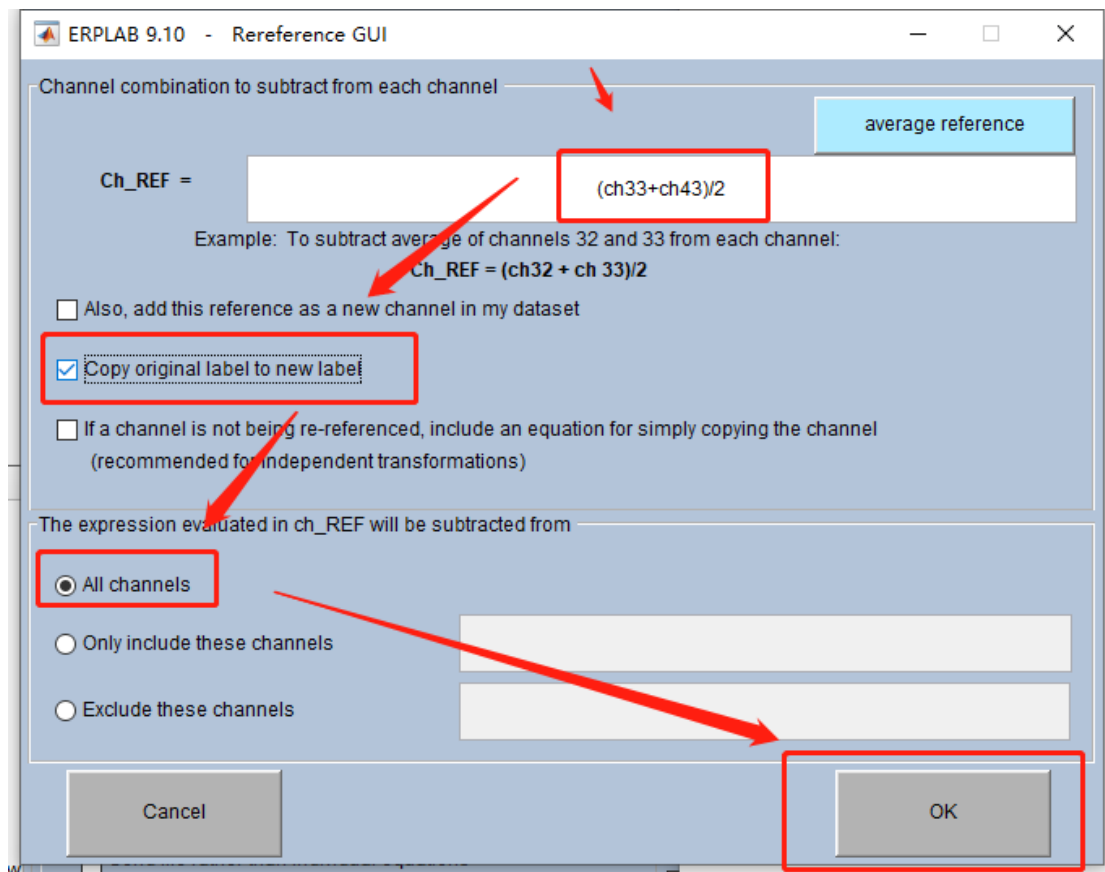 ERPLAB 9.10 - Rereference GUI
Channel combination to subtract from each channel
average reference
Ch_REF = (ch33+ch43)/2
Example: To subtract average of channels 32 and 33 from each channel:
Ch_REF = (ch32 + ch 33)/2
Also, add this reference as a new channel in my dataset
Copy original label to new label
If a channel is not being re-referenced, include an equation for simply copying the channel
(recommended for independent transformations)
The expression evaluated in ch_REF will be subtracted from
All channels
Only include these channels
Exclude these channels
Cancel
OK